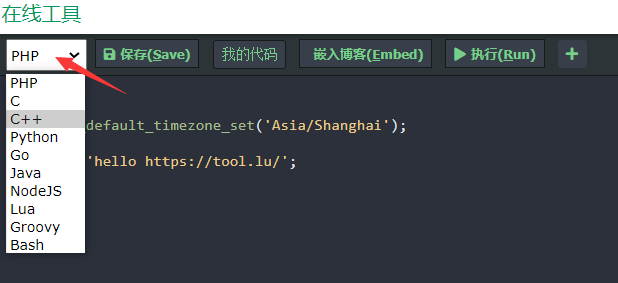 在线工具
PHP 保存(Save) 我的代码 嵌入博客(Embed) 执行(Run) +
PHP
C
C++
default_timezone_set('Asia/Shanghai');
Python
Go
'hello https://tool.lu/';
Java
NodeJS
Lua
Groovy
Bash